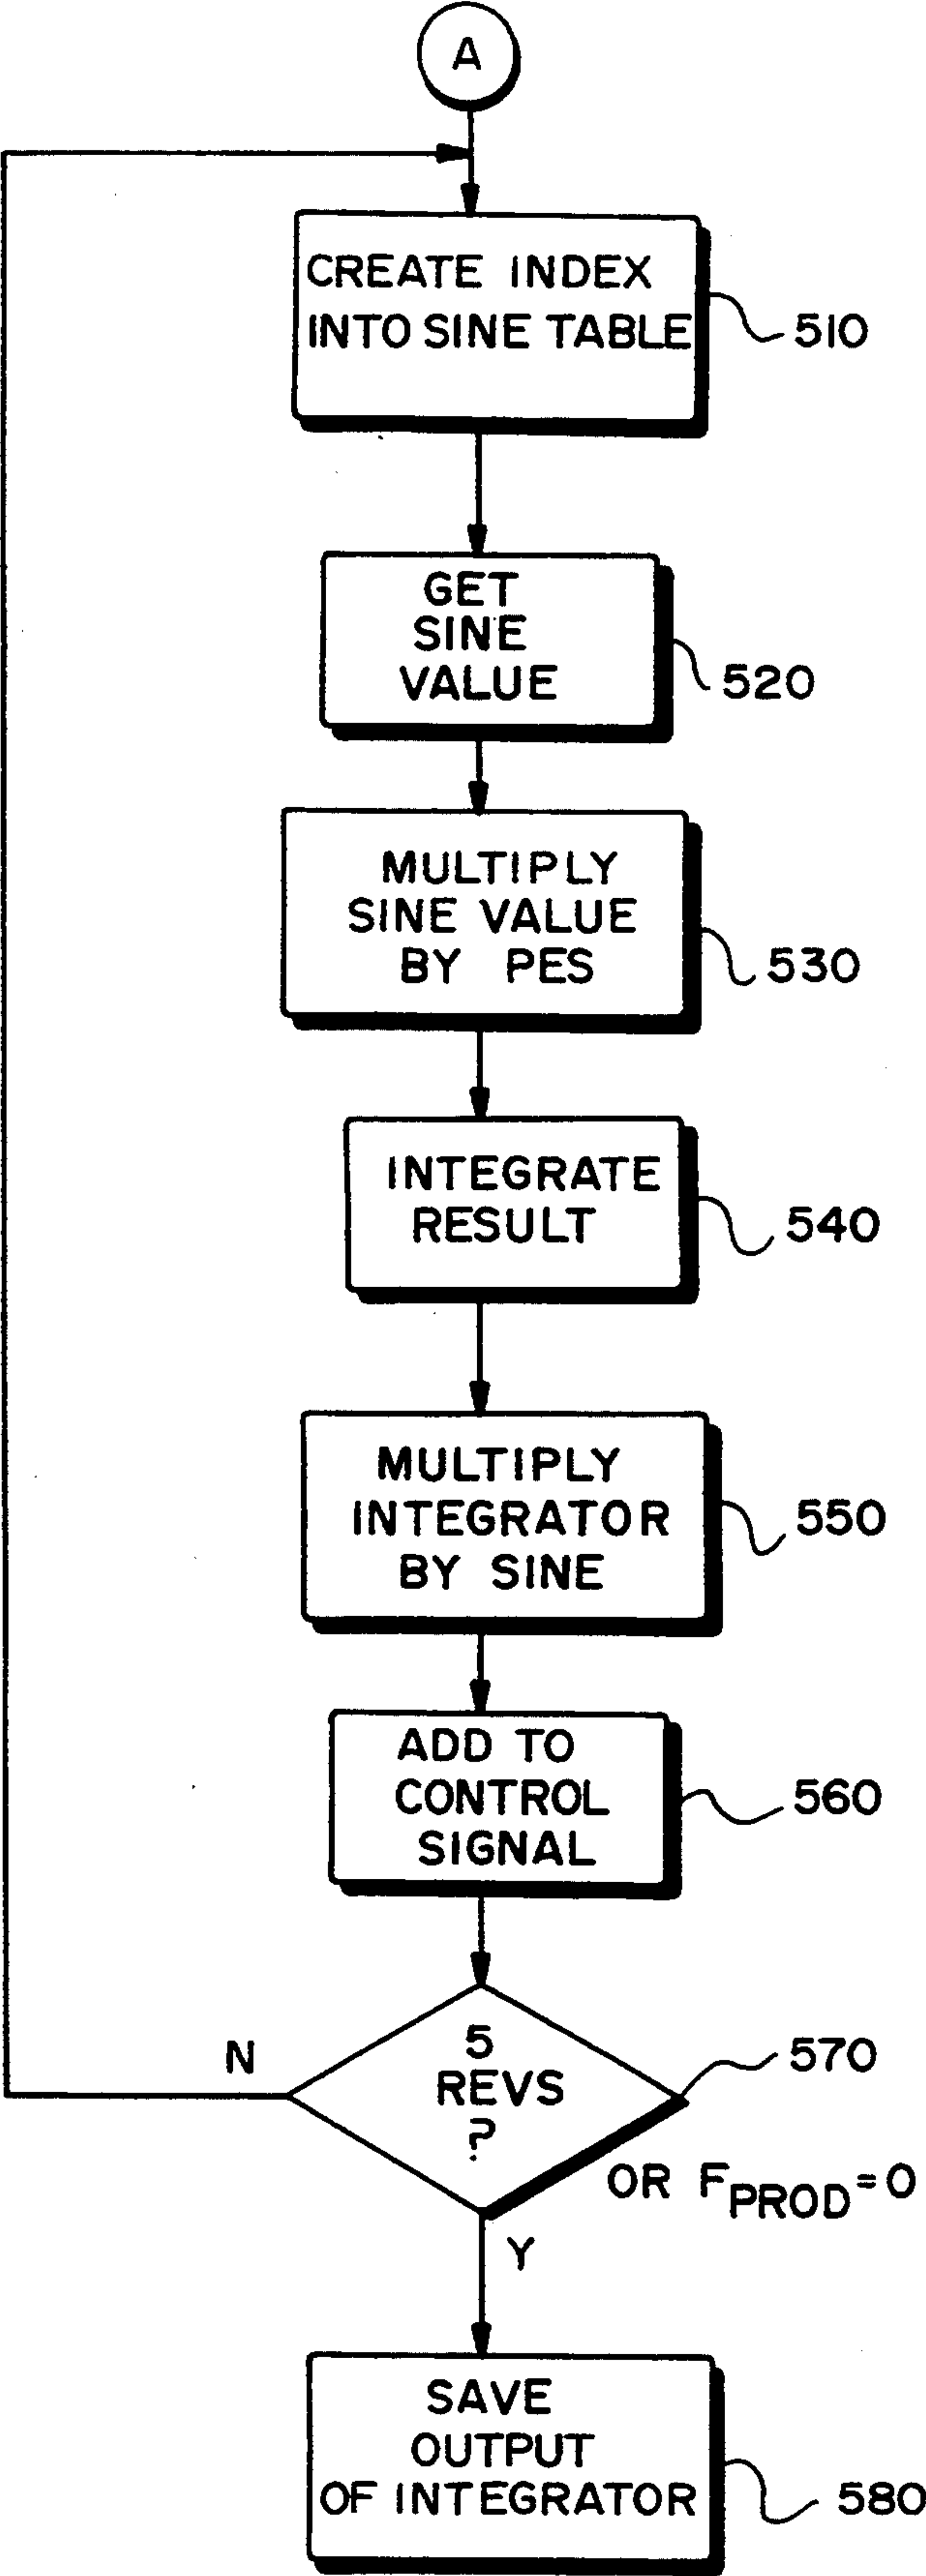 A
CREATE INDEX
INTO SINE TABLE
510
GET
SINE
VALUE
520
MULTIPLY
SINE VALUE
BY PES
530
INTEGRATE
RESULT
540
MULTIPLY
INTEGRATOR
BY SINE
550
ADD TO
CONTROL
SIGNAL
560
N
5
REVS
?
570
OR FPROD=0
Y
SAVE
OUTPUT
OF INTEGRATOR
580